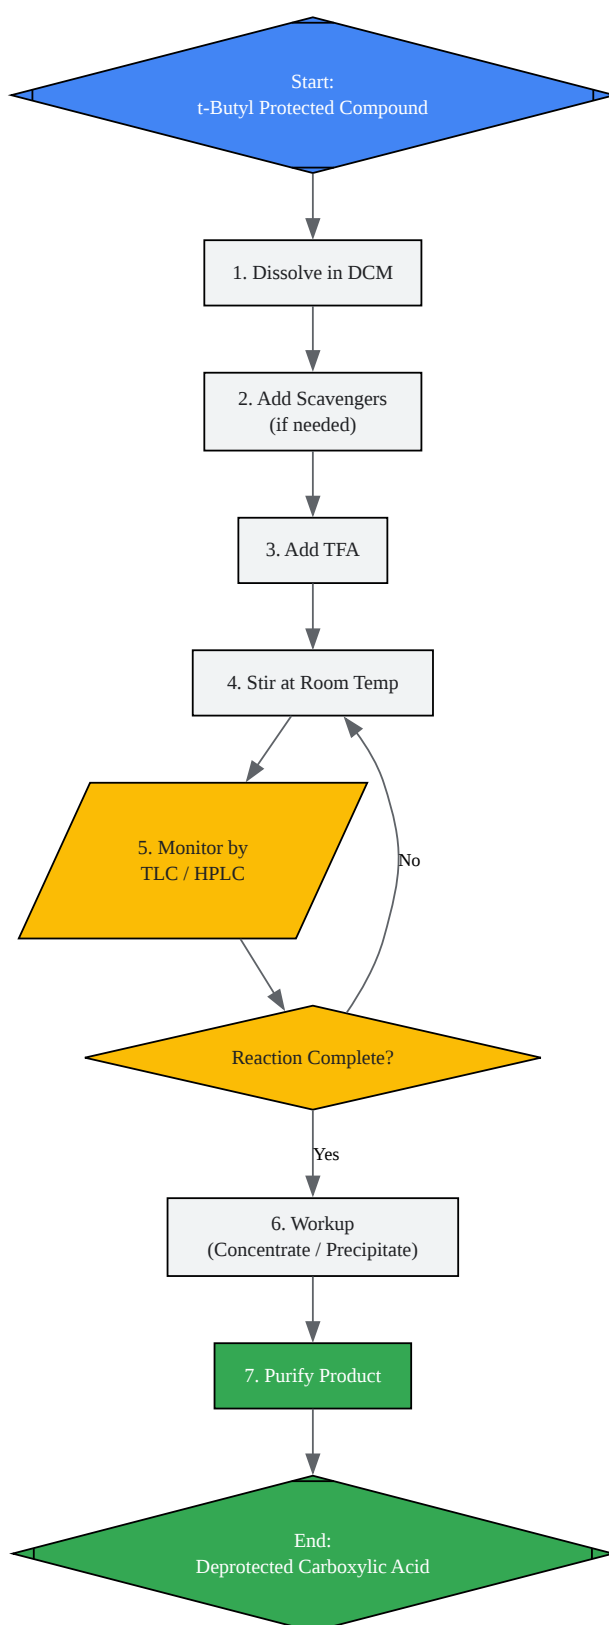 Start:
t-Butyl Protected Compound
1. Dissolve in DCM
2. Add Scavengers
(if needed)
3. Add TFA
4. Stir at Room Temp
5. Monitor by
TLC / HPLC
No
Reaction Complete?
Yes
6. Workup
(Concentrate / Precipitate)
7. Purify Product
End:
Deprotected Carboxylic Acid